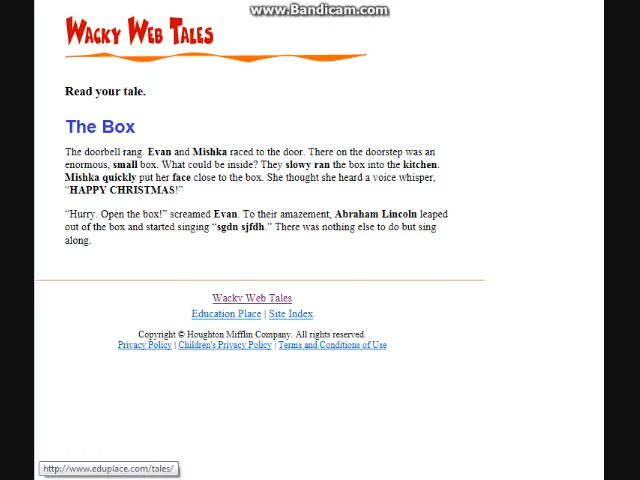 www.Bandicam.com
Wacky Web Tales
Read your tale.
The Box
The doorbell rang. Evan and Mishka raced to the door. There on the doorstep was an
enormous, small box. What could be inside? They slowy ran the box into the kitchen.
Mishka quickly put her face close to the box. She thought she heard a voice whisper,
“HAPPY CHRISTMAS!”
“Hurry. Open the box!” screamed Evan. To their amazement, Abraham Lincoln leaped
out of the box and started singing “sgdn sjfdh.” There was nothing else to do but sing
along.
Wacky Web Tales
Education Place | Site Index
Copyright © Houghton Mifflin Company. All rights reserved.
Privacy Policy | Children's Privacy Policy | Terms and Conditions of Use
http://www.eduplace.com/tales/